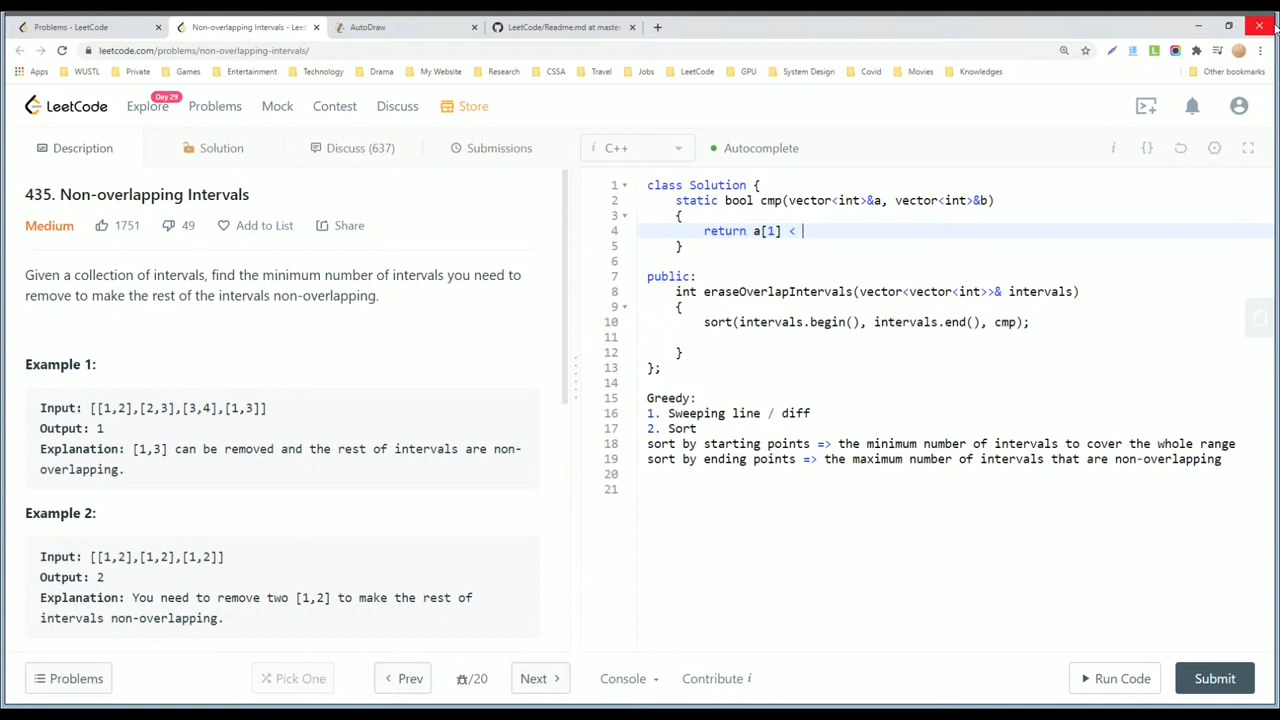 Problems - LeetCode
Non-overlapping Intervals - Leet
AutoDraw
LeetCode/Readme.md at master
leetcode.com/problems/non-overlapping-intervals/
Apps WUSTL Private Games Entertainment Technology Drama My Website Research CSSA Travel Jobs LeetCode GPU System Design Covid Movies Knowledges Other bookmarks
LeetCode Explore Day 29 Problems Mock Contest Discuss Store
Description Solution Discuss (637) Submissions
i C++ Autocomplete i {}
435. Non-overlapping Intervals
Medium 1751 49 Add to List Share
Given a collection of intervals, find the minimum number of intervals you need to
remove to make the rest of the intervals non-overlapping.
Example 1:
Input: [[1,2],[2,3],[3,4],[1,3]]
Output: 1
Explanation: [1,3] can be removed and the rest of intervals are non-
overlapping.
Example 2:
Input: [[1,2],[1,2],[1,2]]
Output: 2
Explanation: You need to remove two [1,2] to make the rest of
intervals non-overlapping.
1 class Solution {
2 static bool cmp(vector<int>&a, vector<int>&b)
3 {
4 return a[1] <
5 }
6
7 public:
8 int eraseOverlapIntervals(vector<vector<int>>& intervals)
9 {
10 sort(intervals.begin(), intervals.end(), cmp);
11
12 }
13 };
14
15 Greedy:
16 1. Sweeping line / diff
17 2. Sort
18 sort by starting points => the minimum number of intervals to cover the whole range
19 sort by ending points => the maximum number of intervals that are non-overlapping
20
21
Problems Pick One Prev /20 Next Console Contribute i Run Code Submit